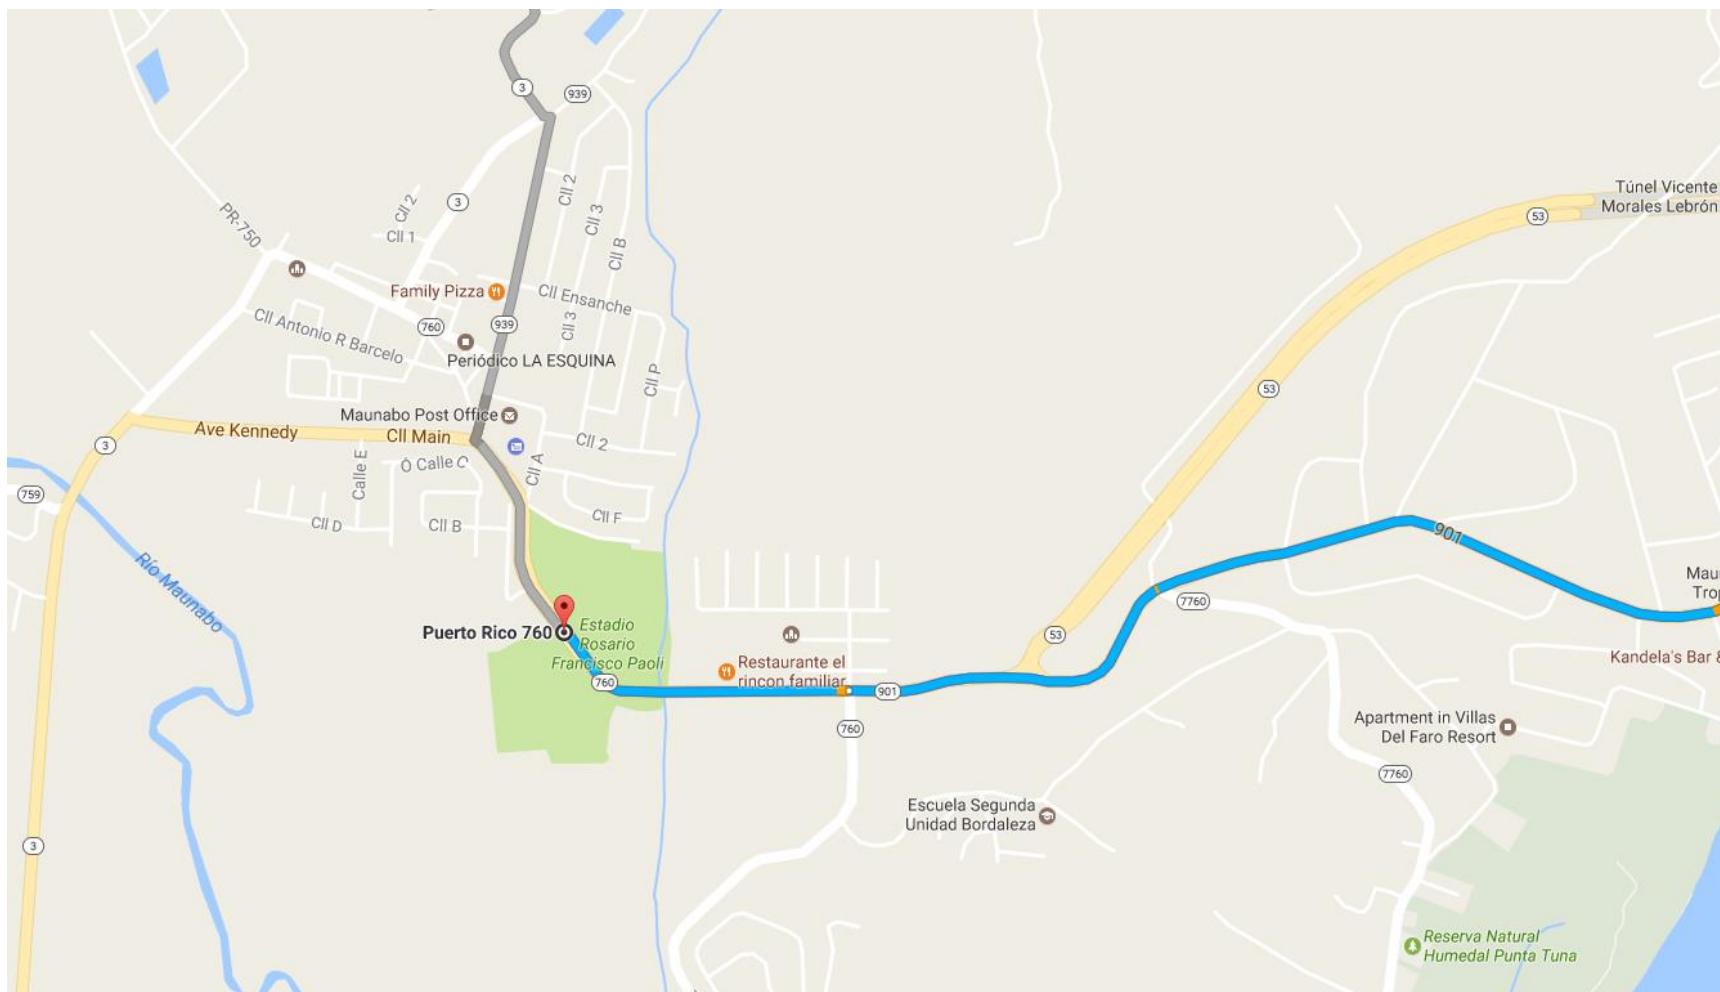 3
939
Cll 2
Cll 2
3
Túnel Vicente
Morales Lebrón
PR-750
Cll 3
53
Cll 1
Cll B
Family Pizza
Cll Ensanche
Cll Antonio R Barcelo
760
939
Cll 3
Periódico LA ESQUINA
Cll P
53
Maunabo Post Office
Ave Kennedy
Cll Main
Cll 2
3
Ô Calle C
Calle E
Cll A
759
Cll D
Cll B
Cll F
901
Río Maunabo
Mau
Trop
7760
Puerto Rico 760
Estadio
Rosario
Francisco Paoli
53
Restaurante el
rincon familiar
Kandela's Bar &
760
901
760
Apartment in Villas
Del Faro Resort
7760
Escuela Segunda
Unidad Bordaleza
3
Reserva Natural
Humedal Punta Tuna